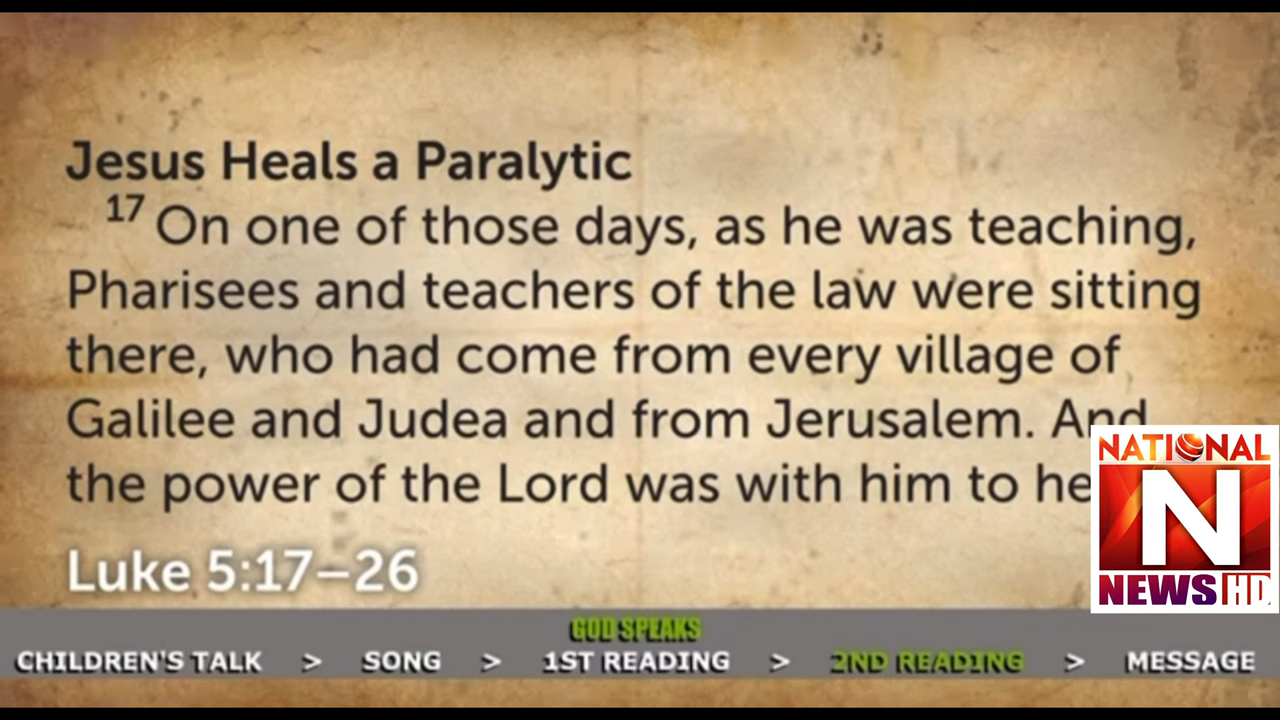 Jesus Heals a Paralytic
17 On one of those days, as he was teaching,
Pharisees and teachers of the law were sitting
there, who had come from every village of
Galilee and Judea and from Jerusalem. And
the power of the Lord was with him to he
Luke 5:17–26
NATIONAL
N
NEWS HD
GOD SPEAKS
CHILDREN'S TALK > SONG > 1ST READING > 2ND READING > MESSAGE